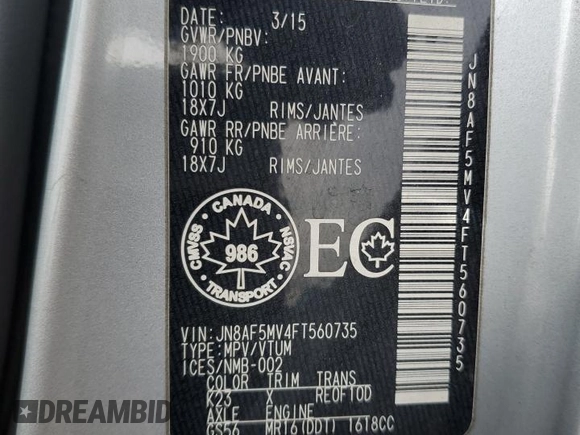 DATE: 3/15
GVWR/PNBV:
1900 KG
GAWR FR/PNBE AVANT:
1010 KG
18X7J RIMS/JANTES
GAWR RR/PNBE ARRIÈRE:
910 KG
18X7J RIMS/JANTES
CANADA
CMVSS 986 NSVAC
TRANSPORT
EC
VIN: JN8AF5MV4FT560735
TYPE: MPV/VTUM
ICES/NMB-002
COLOR TRIM TRANS
K23 X RE0F10D
AXLE ENGINE
GS56 MR16(DDT) 16T8CC
JN8AF5MV4FT560735
DREAMBID